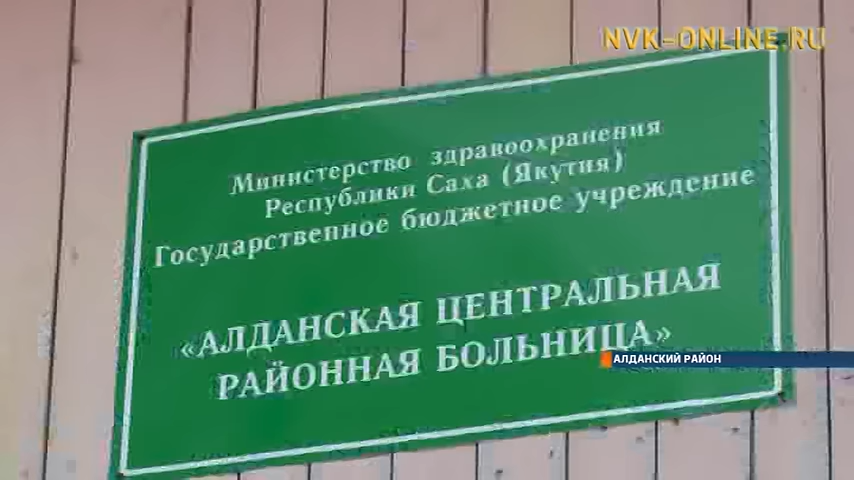 NVK-ONLINE.RU
Министерство здравоохранения
Республики Саха (Якутия)
Государственное бюджетное учреждение
«АЛДАНСКАЯ ЦЕНТРАЛЬНАЯ
РАЙОННАЯ БОЛЬНИЦА»
АЛДАНСКИЙ РАЙОН